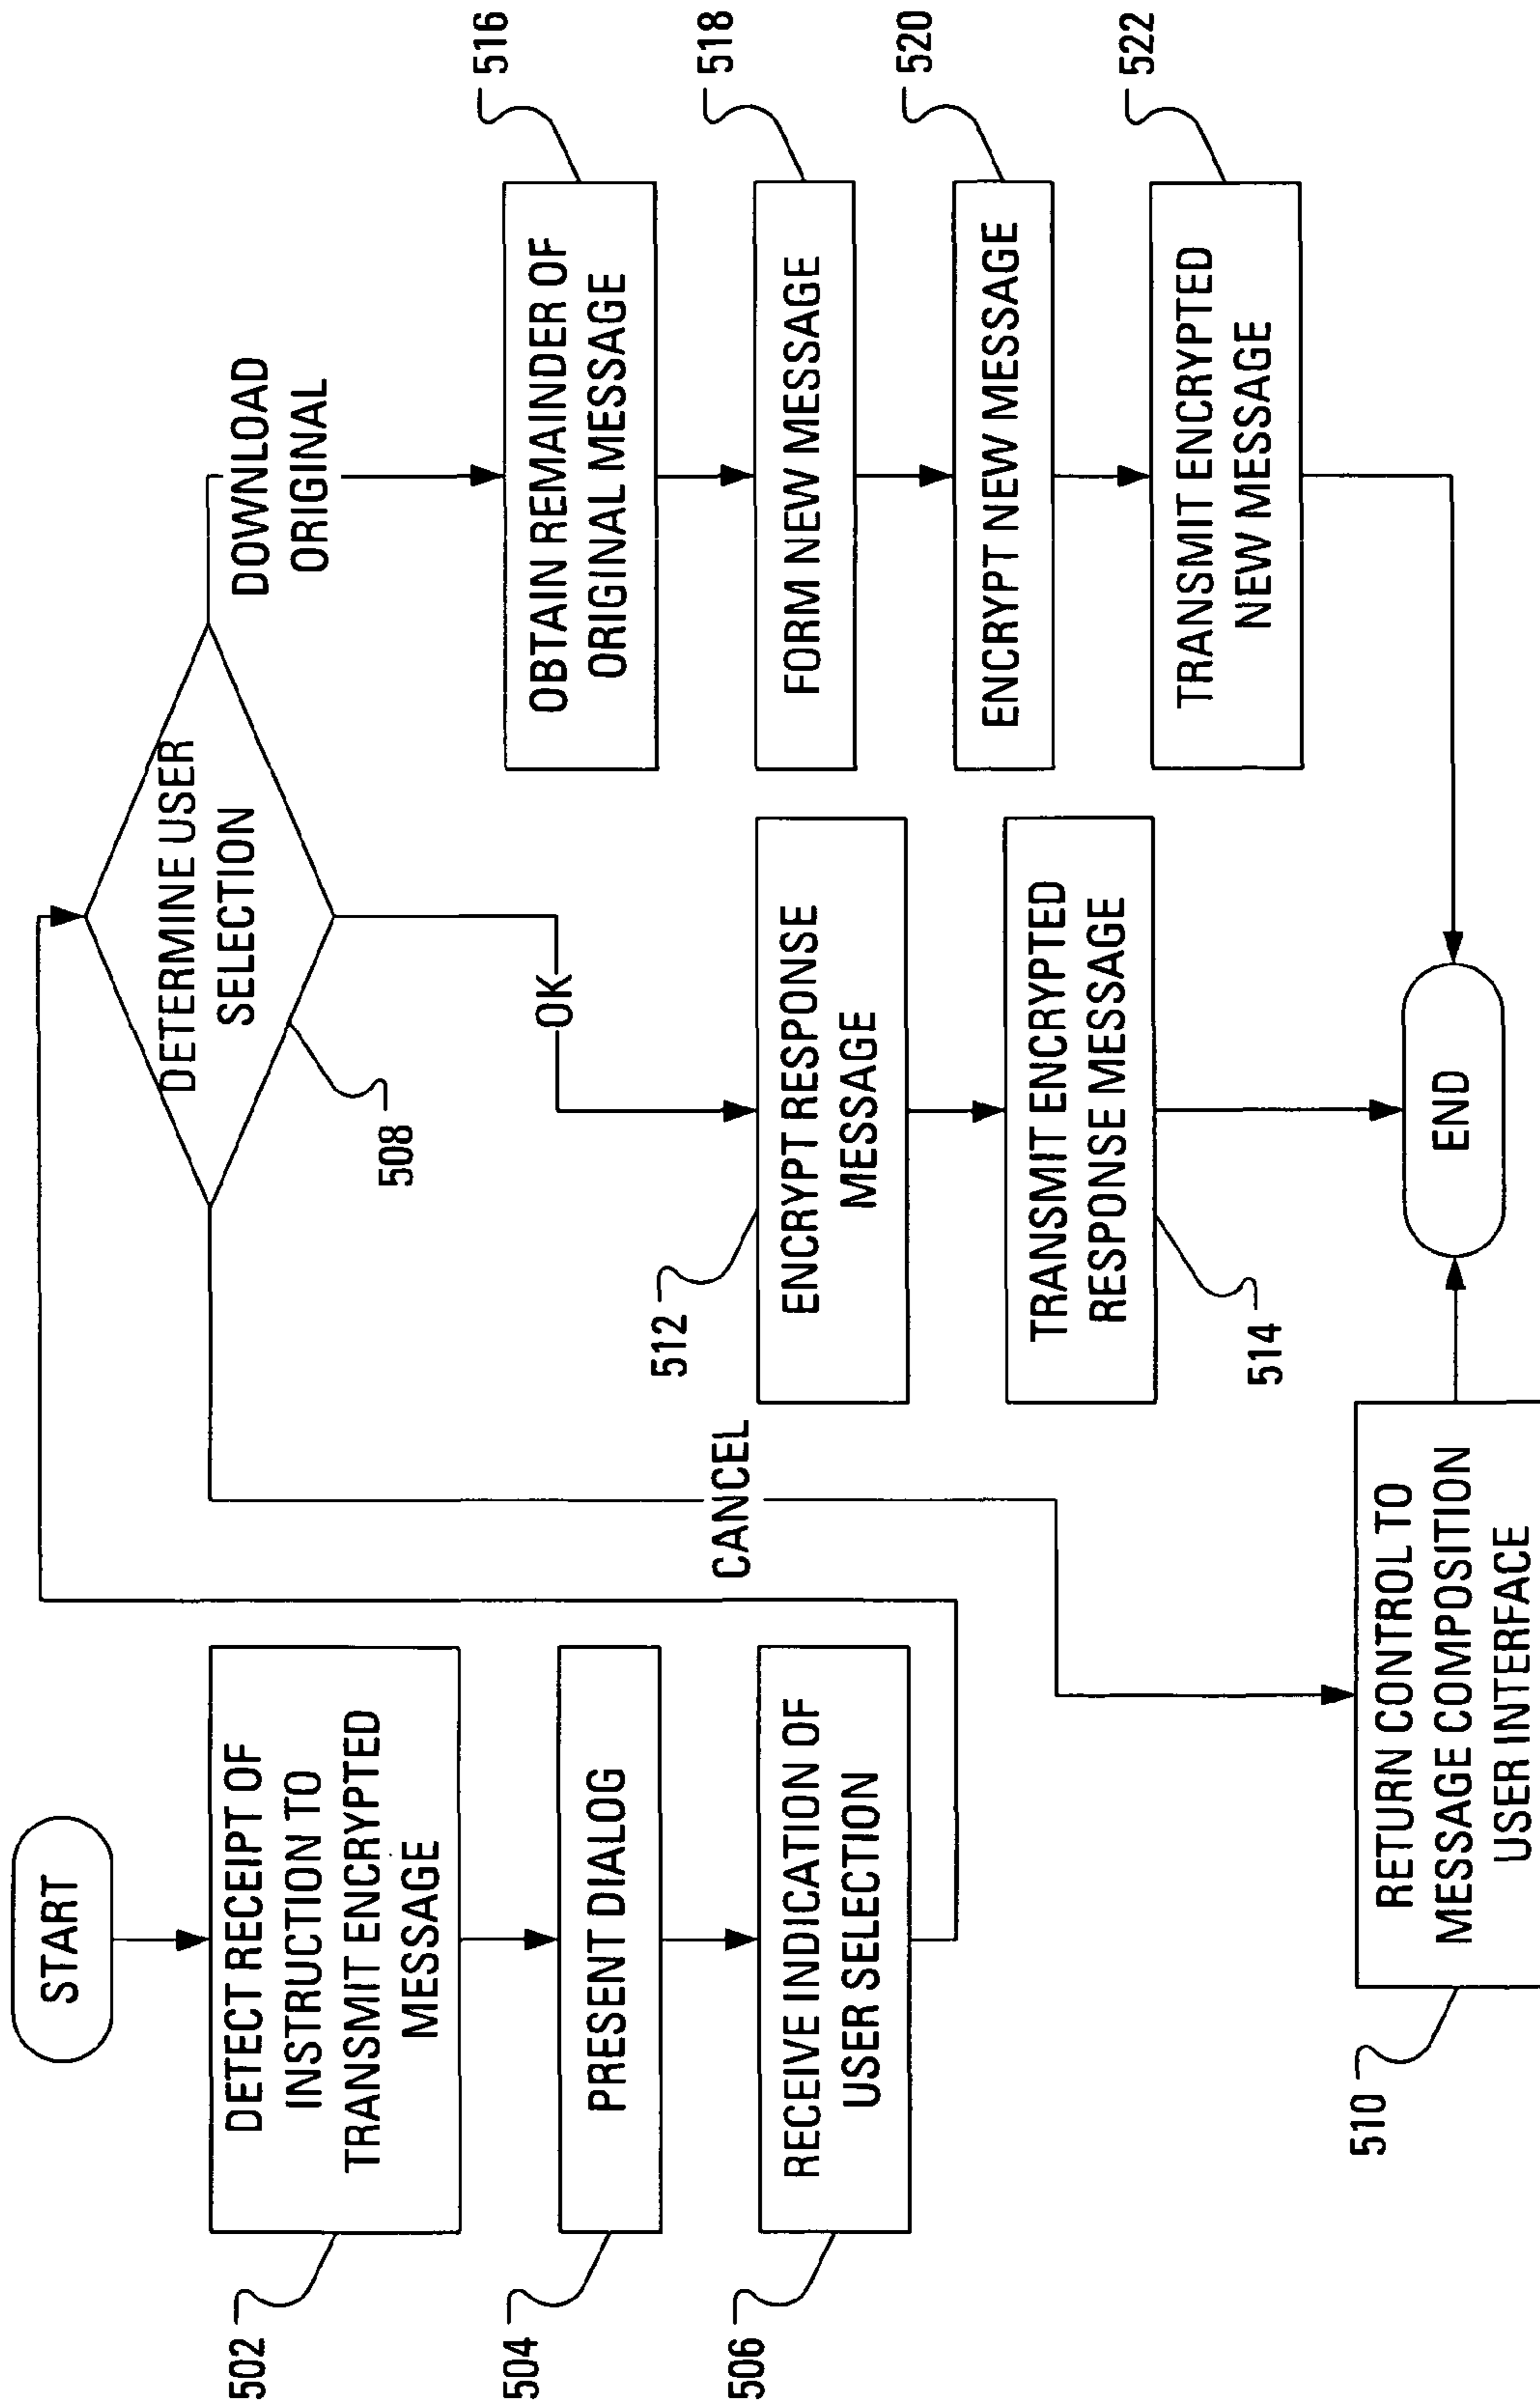 START
DETECT RECEIPT OF
INSTRUCTION TO
TRANSMIT ENCRYPTED
MESSAGE
502
PRESENT DIALOG
504
RECEIVE INDICATION OF
USER SELECTION
506
DETERMINE USER
SELECTION
508
CANCEL
RETURN CONTROL TO
MESSAGE COMPOSITION
USER INTERFACE
510
OK
ENCRYPT RESPONSE
MESSAGE
512
TRANSMIT ENCRYPTED
RESPONSE MESSAGE
514
DOWNLOAD
ORIGINAL
OBTAIN REMAINDER OF
ORIGINAL MESSAGE
516
FORM NEW MESSAGE
518
ENCRYPT NEW MESSAGE
520
TRANSMIT ENCRYPTED
NEW MESSAGE
522
END